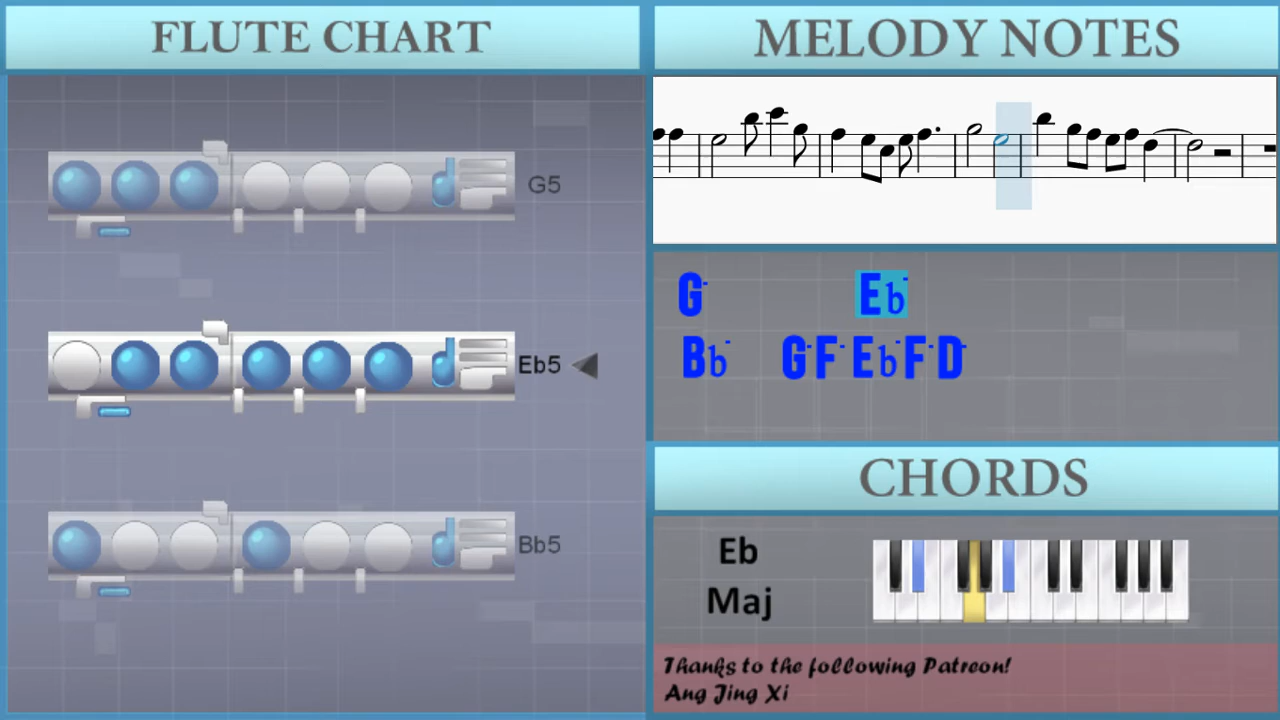 FLUTE CHART
G5
Eb5
Bb5
MELODY NOTES
G- Eb-
Bb- G- F- Eb- F- D-
CHORDS
Eb
Maj
Thanks to the following Patreon!
Ang Jing Xi